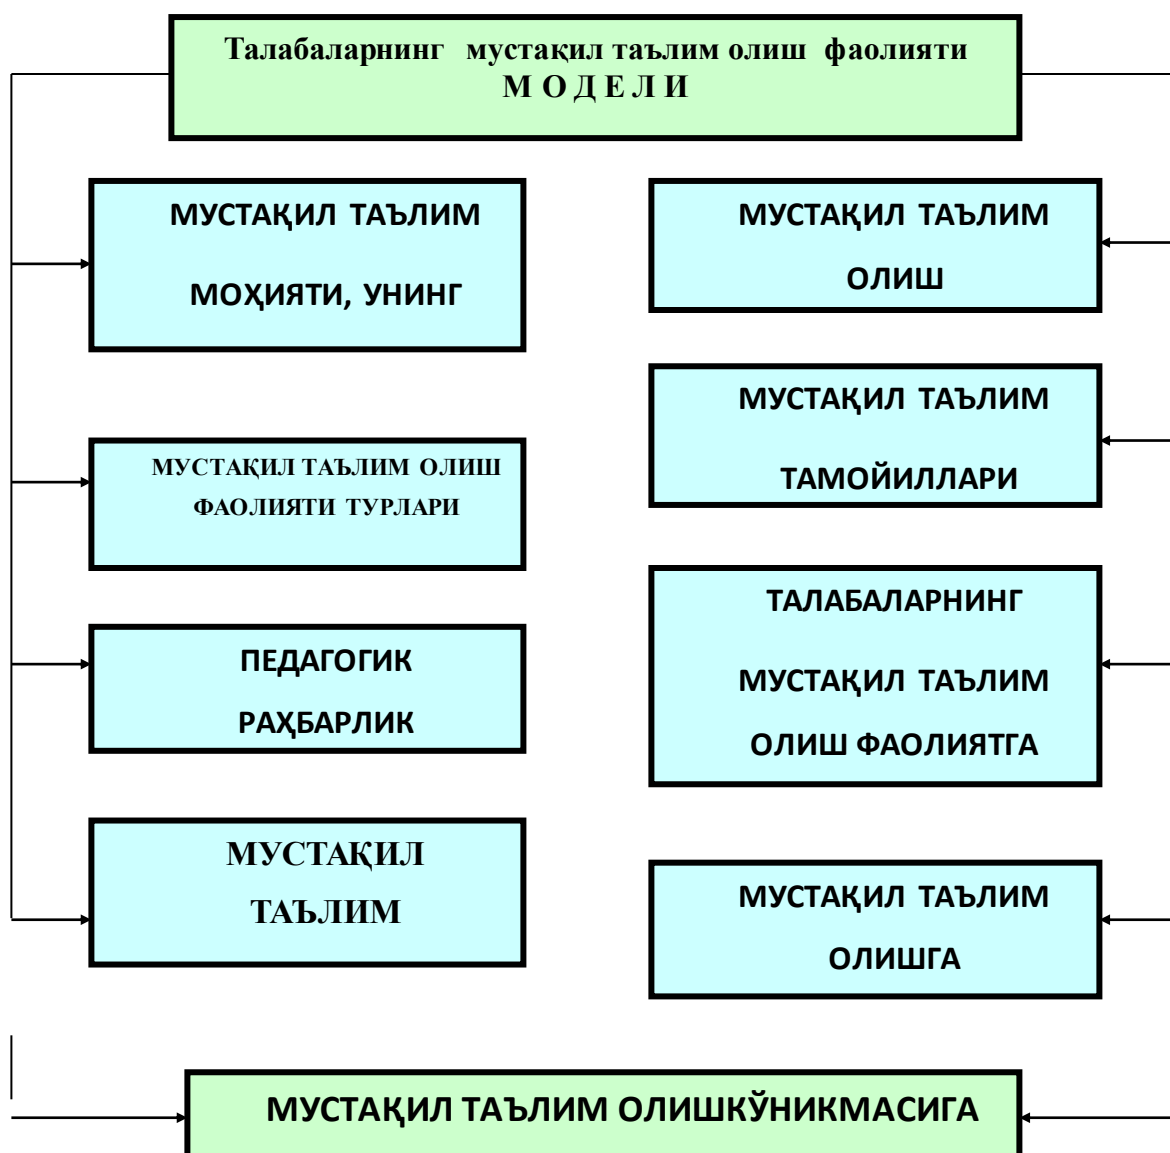 Талабаларнинг мустақил таълим олиш фаолияти
М О Д Е Л И
МУСТАҚИЛ ТАЪЛИМ
МОҲИЯТИ, УНИНГ
МУСТАҚИЛ ТАЪЛИМ ОЛИШ
ФАОЛИЯТИ ТУРЛАРИ
ПЕДАГОГИК
РАҲБАРЛИК
МУСТАҚИЛ
ТАЪЛИМ
МУСТАҚИЛ ТАЪЛИМ
ОЛИШ
МУСТАҚИЛ ТАЪЛИМ
ТАМОЙИЛЛАРИ
ТАЛАБАЛАРНИНГ
МУСТАҚИЛ ТАЪЛИМ
ОЛИШ ФАОЛИЯТГА
МУСТАҚИЛ ТАЪЛИМ
ОЛИШГА
МУСТАҚИЛ ТАЪЛИМ ОЛИШКЎНИКМАСИГА